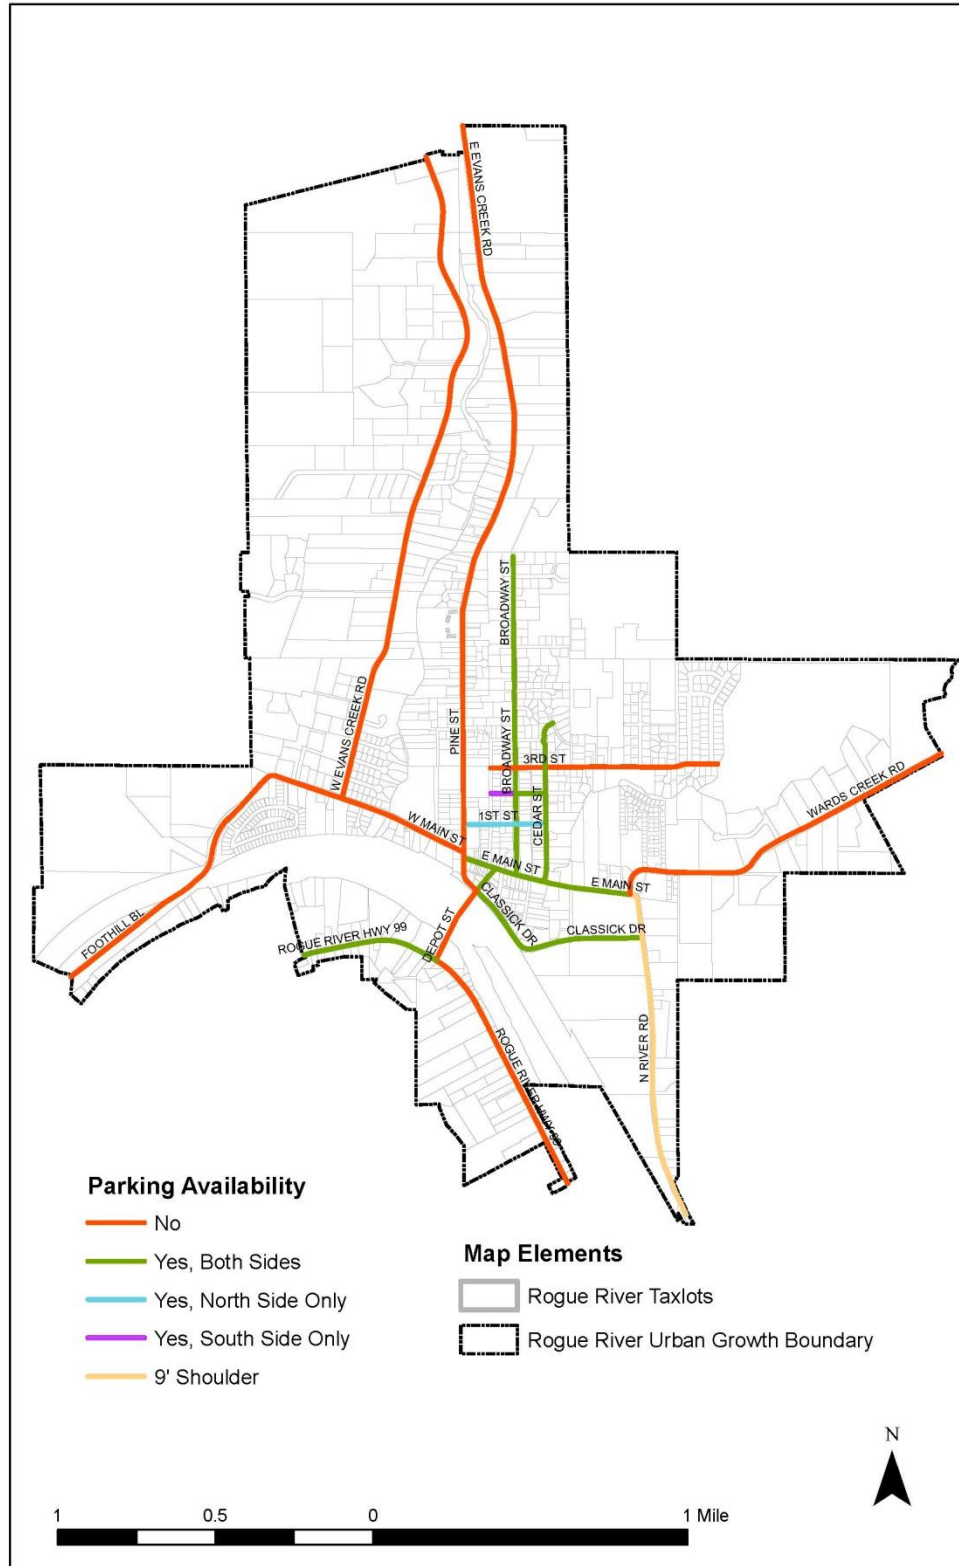 E EVANS CREEK RD
BROADWAY ST
W EVANS CREEK RD
PINE ST
BROADWAY ST
3RD ST
WARDS CREEK RD
1ST ST
CEDAR ST
W MAIN ST
E MAIN ST
E MAIN ST
FOOTHILL BL
CLASSICK DR
CLASSICK DR
DEPOT ST
ROGUE RIVER HWY 99
N RIVER RD
ROGUE RIVER HWY 99
Parking Availability
No
Yes, Both Sides
Yes, North Side Only
Yes, South Side Only
9' Shoulder
Map Elements
Rogue River Taxlots
Rogue River Urban Growth Boundary
N
1 0.5 0 1 Mile